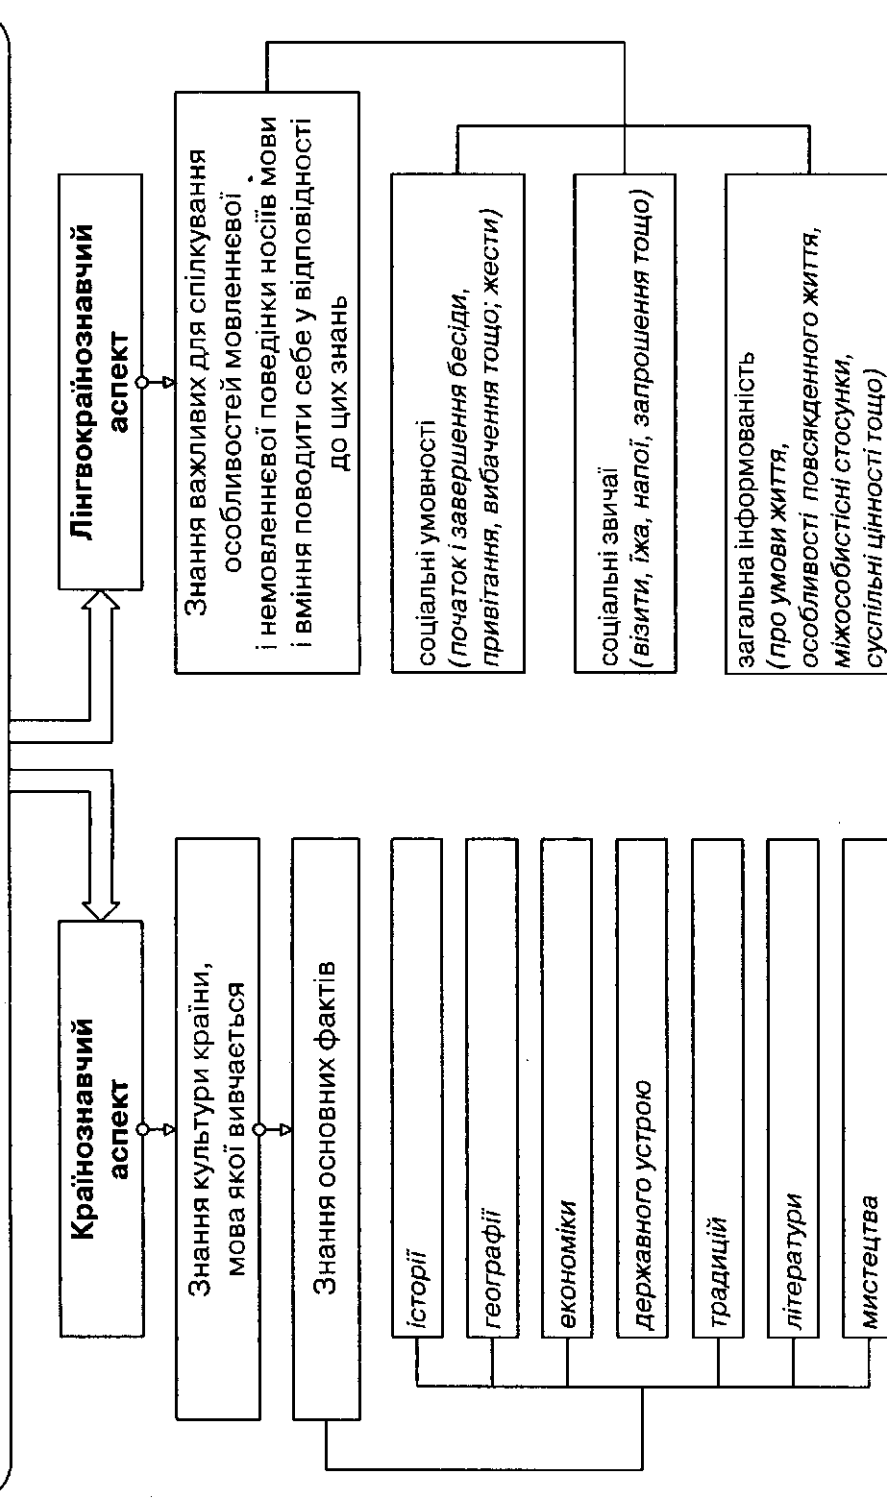 Країнознавчий
аспект
Знання культури країни,
мова якої вивчається
Знання основних фактів
історії
географії
економіки
державного устрою
традицій
літератури
мистецтва
Лінгвокраїнознавчий
аспект
Знання важливих для спілкування
особливостей мовленнєвої
і немовленнєвої поведінки носіїв мови
і вміння поводити себе у відповідності
до цих знань
соціальні умовності
(початок і завершення бесіди,
привітання, вибачення тощо; жести)
соціальні звичаї
(візити, їжа, напої, запрошення тощо)
загальна інформованість
(про умови життя,
особливості повсякденного життя,
міжособистісні стосунки,
суспільні цінності тощо)